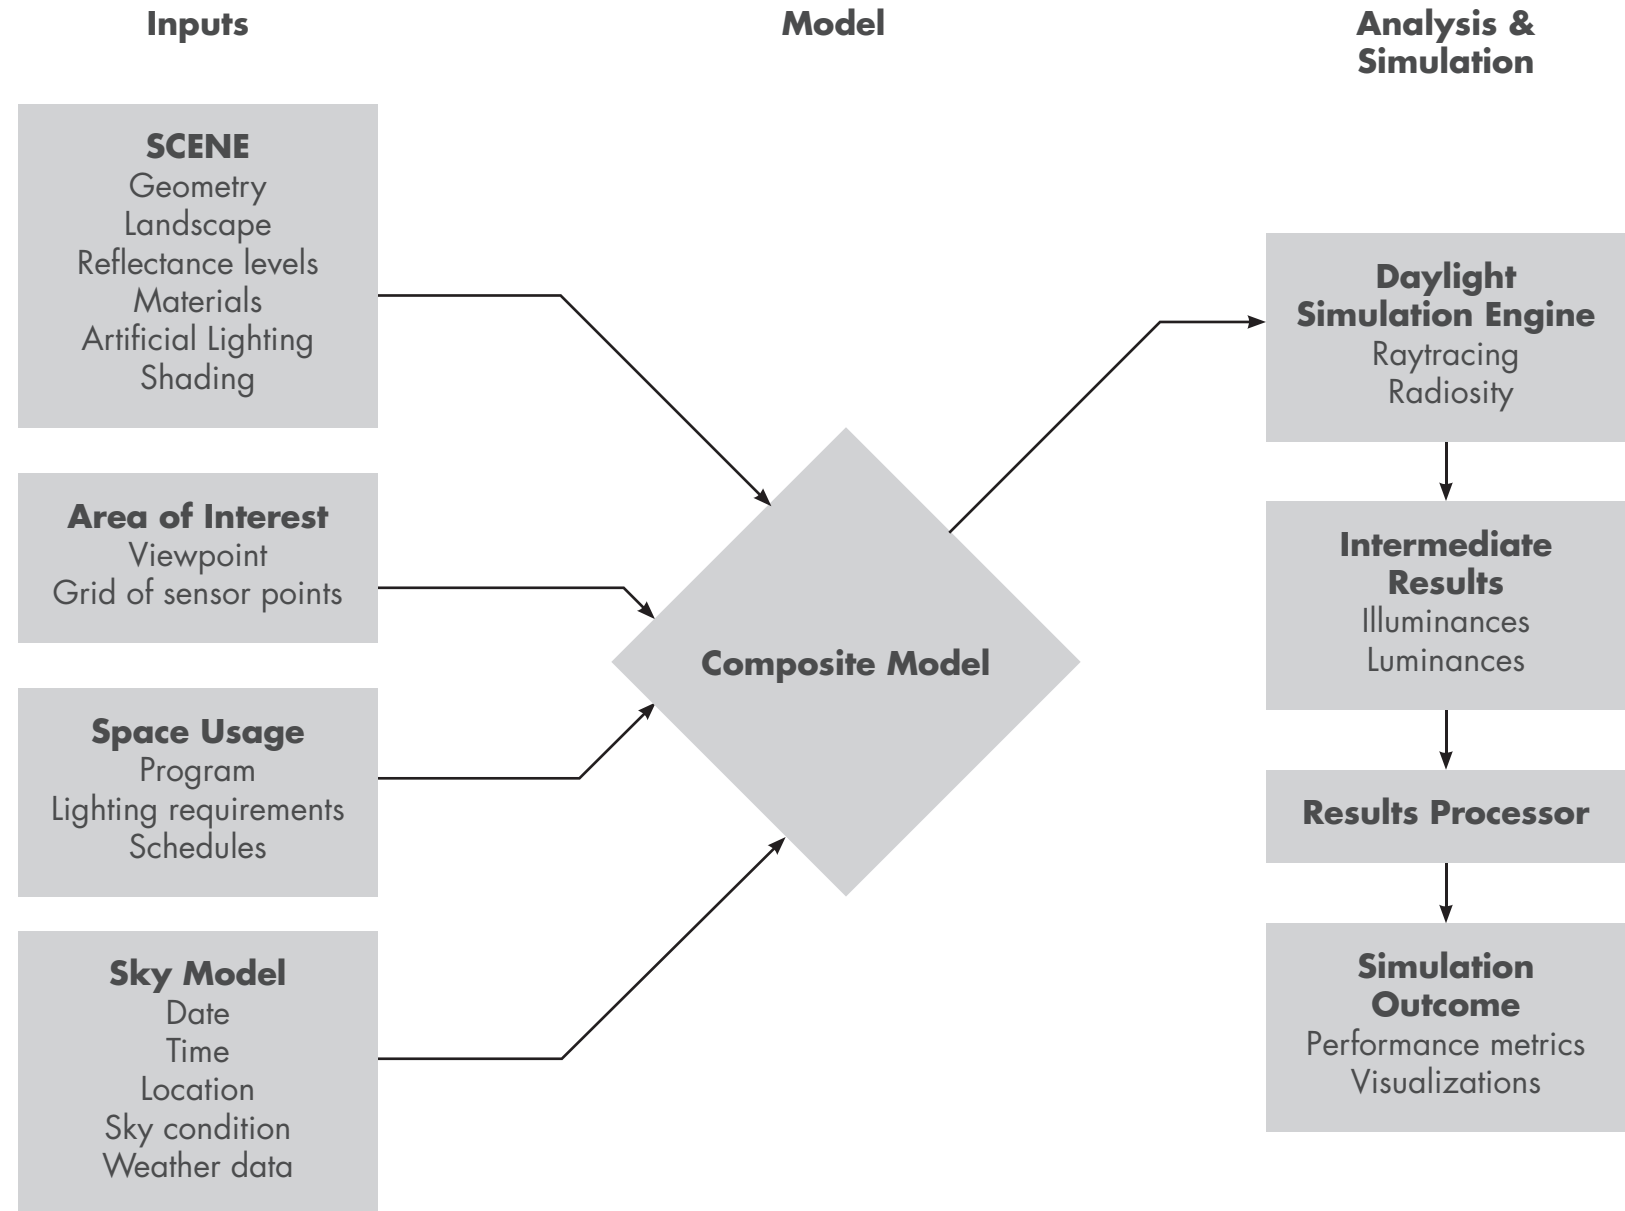 Inputs
Model
Analysis &
Simulation
SCENE
Geometry
Landscape
Reflectance levels
Materials
Artificial Lighting
Shading
Area of Interest
Viewpoint
Grid of sensor points
Space Usage
Program
Lighting requirements
Schedules
Sky Model
Date
Time
Location
Sky condition
Weather data
Composite Model
Daylight
Simulation Engine
Raytracing
Radiosity
Intermediate
Results
Illuminances
Luminances
Results Processor
Simulation
Outcome
Performance metrics
Visualizations